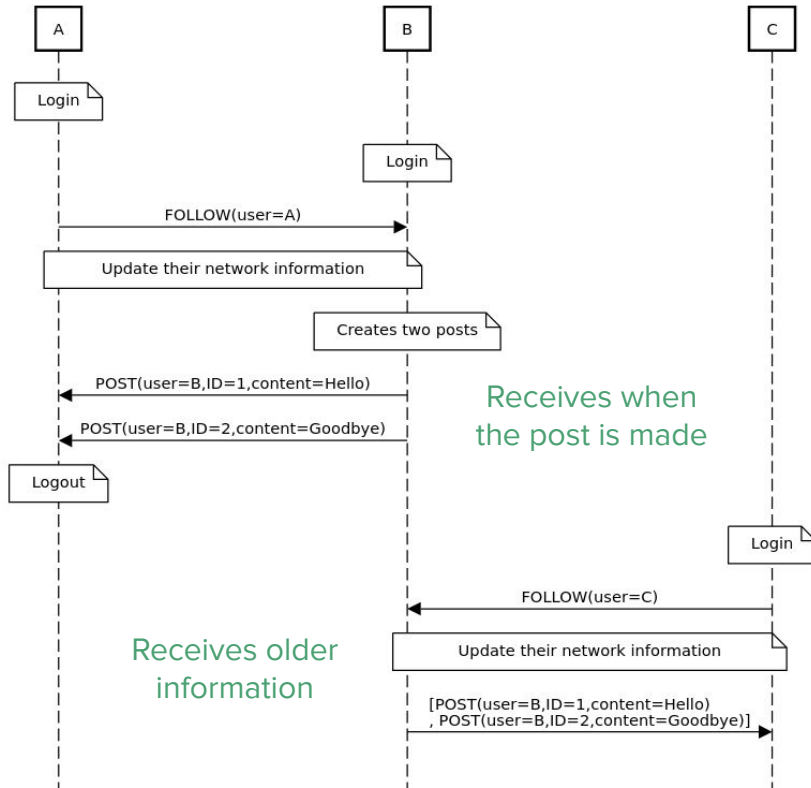 A
B
C
Login
Login
FOLLOW(user=A)
Update their network information
Creates two posts
POST(user=B,ID=1,content=Hello)
Receives when
the post is made
POST(user=B,ID=2,content=Goodbye)
Logout
Login
FOLLOW(user=C)
Receives older
information
Update their network information
[POST(user=B,ID=1,content=Hello)
, POST(user=B,ID=2,content=Goodbye)]